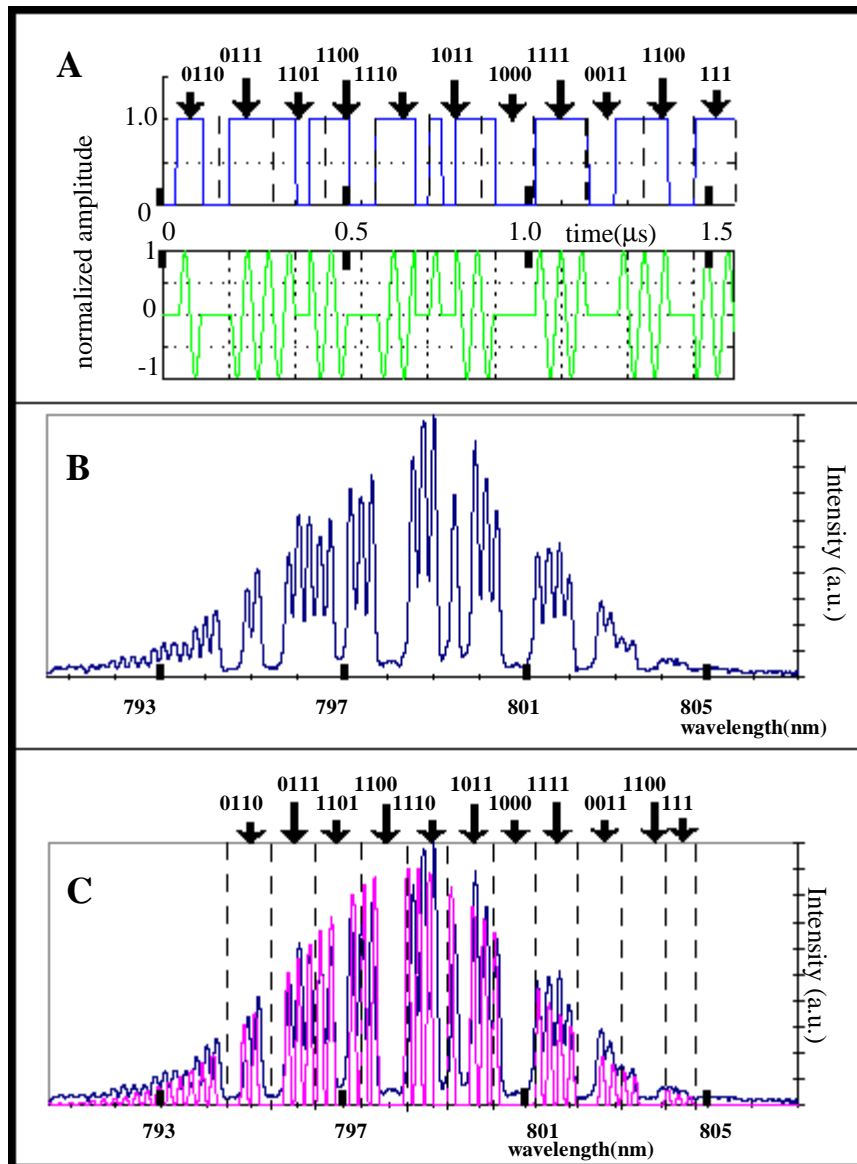 A
0111 1100 1011 1111 1100
0110 1101 1110 1000 0011 111
1.0
0
normalized amplitude
0 0.5 1.0 time(μs) 1.5
1
0
-1
B
Intensity (a.u.)
793 797 801 805
wavelength(nm)
0111 1100 1011 1111 1100
0110 1101 1110 1000 0011 111
C
Intensity (a.u.)
793 797 801 805
wavelength(nm)